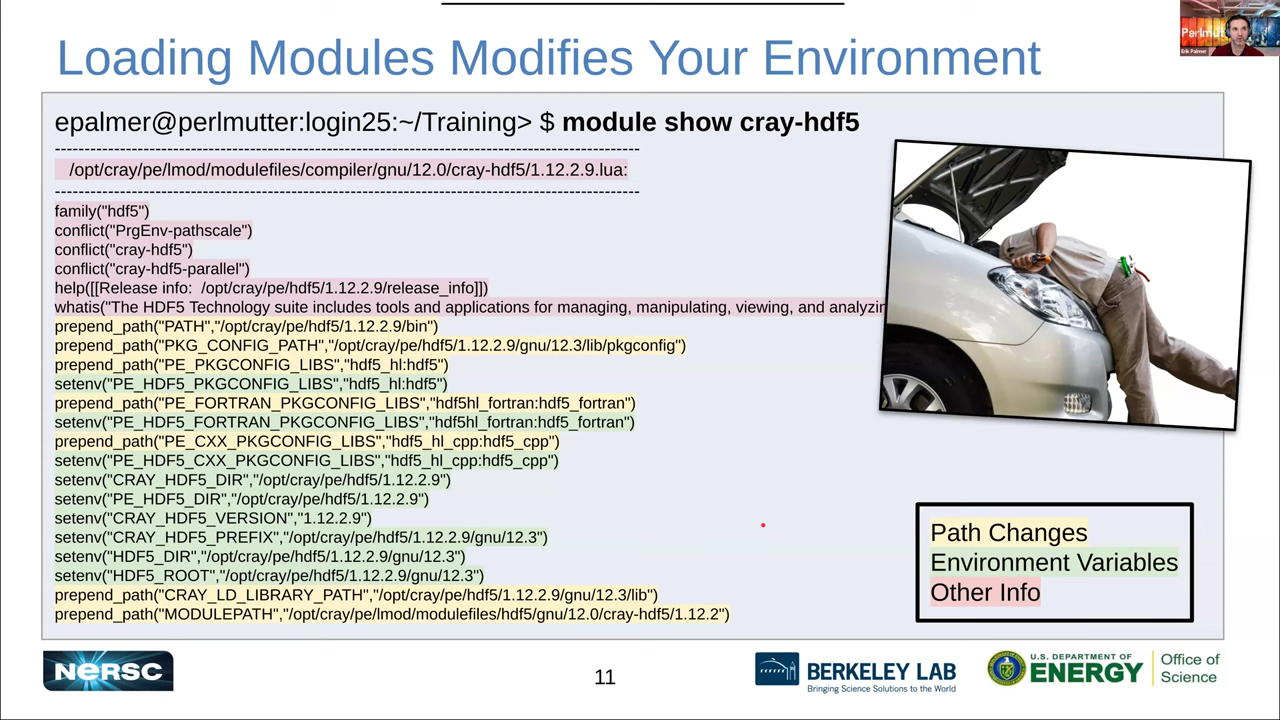 Loading Modules Modifies Your Environment
Perlmut
Erik Palmer
epalmer@perlmutter:login25:~/Training> $ module show cray-hdf5
--------------------------------------------------------------------------------------------------------
/opt/cray/pe/lmod/modulefiles/compiler/gnu/12.0/cray-hdf5/1.12.2.9.lua:
--------------------------------------------------------------------------------------------------------
family("hdf5")
conflict("PrgEnv-pathscale")
conflict("cray-hdf5")
conflict("cray-hdf5-parallel")
help([[Release info:  /opt/cray/pe/hdf5/1.12.2.9/release_info]])
whatis("The HDF5 Technology suite includes tools and applications for managing, manipulating, viewing, and analyzin
prepend_path("PATH","/opt/cray/pe/hdf5/1.12.2.9/bin")
prepend_path("PKG_CONFIG_PATH","/opt/cray/pe/hdf5/1.12.2.9/gnu/12.3/lib/pkgconfig")
prepend_path("PE_PKGCONFIG_LIBS","hdf5_hl:hdf5")
setenv("PE_HDF5_PKGCONFIG_LIBS","hdf5_hl:hdf5")
prepend_path("PE_FORTRAN_PKGCONFIG_LIBS","hdf5hl_fortran:hdf5_fortran")
setenv("PE_HDF5_FORTRAN_PKGCONFIG_LIBS","hdf5hl_fortran:hdf5_fortran")
prepend_path("PE_CXX_PKGCONFIG_LIBS","hdf5_hl_cpp:hdf5_cpp")
setenv("PE_HDF5_CXX_PKGCONFIG_LIBS","hdf5_hl_cpp:hdf5_cpp")
setenv("CRAY_HDF5_DIR","/opt/cray/pe/hdf5/1.12.2.9")
setenv("PE_HDF5_DIR","/opt/cray/pe/hdf5/1.12.2.9")
setenv("CRAY_HDF5_VERSION","1.12.2.9")
setenv("CRAY_HDF5_PREFIX","/opt/cray/pe/hdf5/1.12.2.9/gnu/12.3")
setenv("HDF5_DIR","/opt/cray/pe/hdf5/1.12.2.9/gnu/12.3")
setenv("HDF5_ROOT","/opt/cray/pe/hdf5/1.12.2.9/gnu/12.3")
prepend_path("CRAY_LD_LIBRARY_PATH","/opt/cray/pe/hdf5/1.12.2.9/gnu/12.3/lib")
prepend_path("MODULEPATH","/opt/cray/pe/lmod/modulefiles/hdf5/gnu/12.0/cray-hdf5/1.12.2")
Path Changes
Environment Variables
Other Info
NERSC
11
BERKELEY LAB
Bringing Science Solutions to the World
U.S. DEPARTMENT OF
ENERGY
Office of
Science